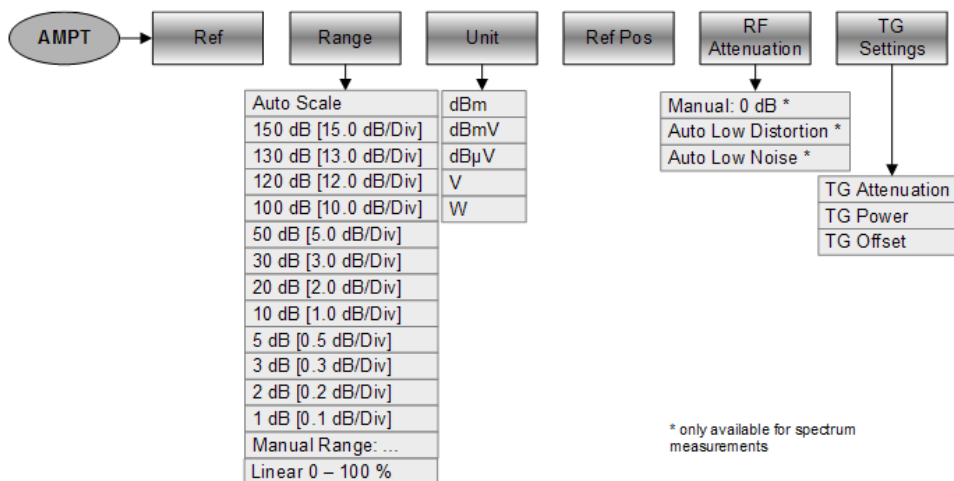 AMPT
Ref
Range
Unit
Ref Pos
RF
Attenuation
TG
Settings
Auto Scale
150 dB [15.0 dB/Div]
130 dB [13.0 dB/Div]
120 dB [12.0 dB/Div]
100 dB [10.0 dB/Div]
50 dB [5.0 dB/Div]
30 dB [3.0 dB/Div]
20 dB [2.0 dB/Div]
10 dB [1.0 dB/Div]
5 dB [0.5 dB/Div]
3 dB [0.3 dB/Div]
2 dB [0.2 dB/Div]
1 dB [0.1 dB/Div]
Manual Range: ...
Linear 0 – 100 %
dBm
dBmV
dBµV
V
W
Manual: 0 dB *
Auto Low Distortion *
Auto Low Noise *
TG Attenuation
TG Power
TG Offset
* only available for spectrum
measurements